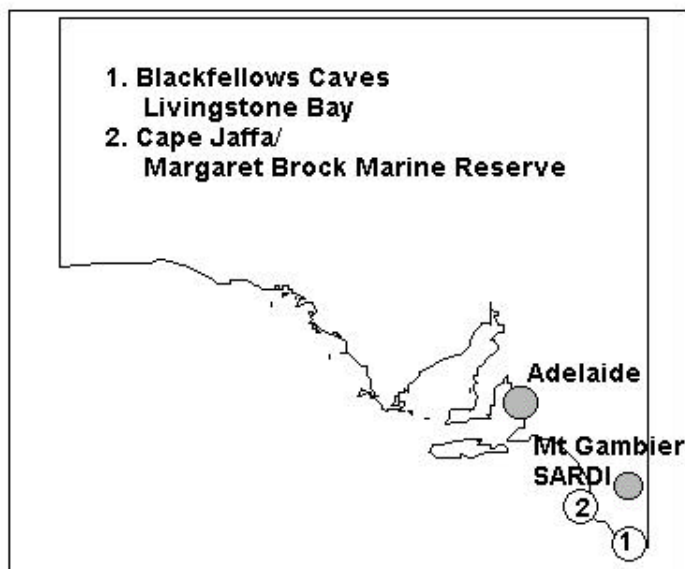 1. Blackfellows Caves
Livingstone Bay
2. Cape Jaffa/
Margaret Brock Marine Reserve
Adelaide
Mt Gambier
SARDI
2
1